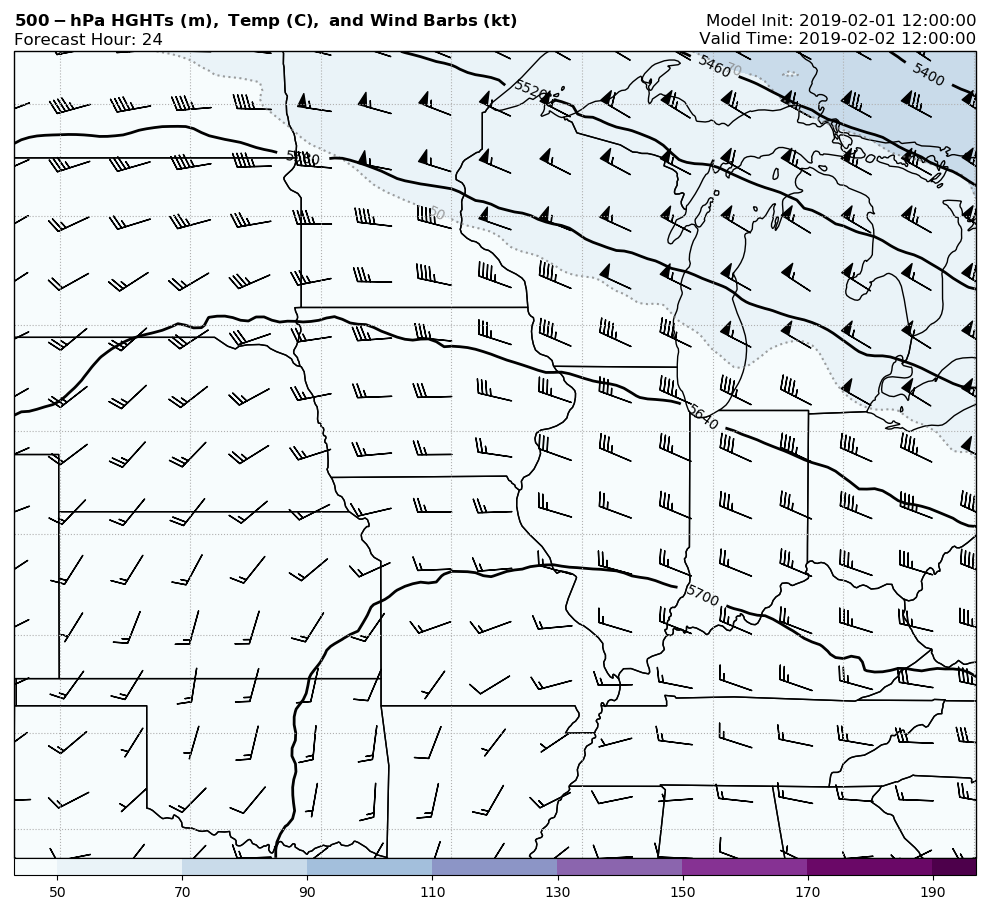 500-hPa HGHTs (m), Temp (C), and Wind Barbs (kt)
Model Init: 2019-02-01 12:00:00
Forecast Hour: 24
Valid Time: 2019-02-02 12:00:00
5460
70
5400
5520
50
5640
5700
50 70 90 110 130 150 170 190